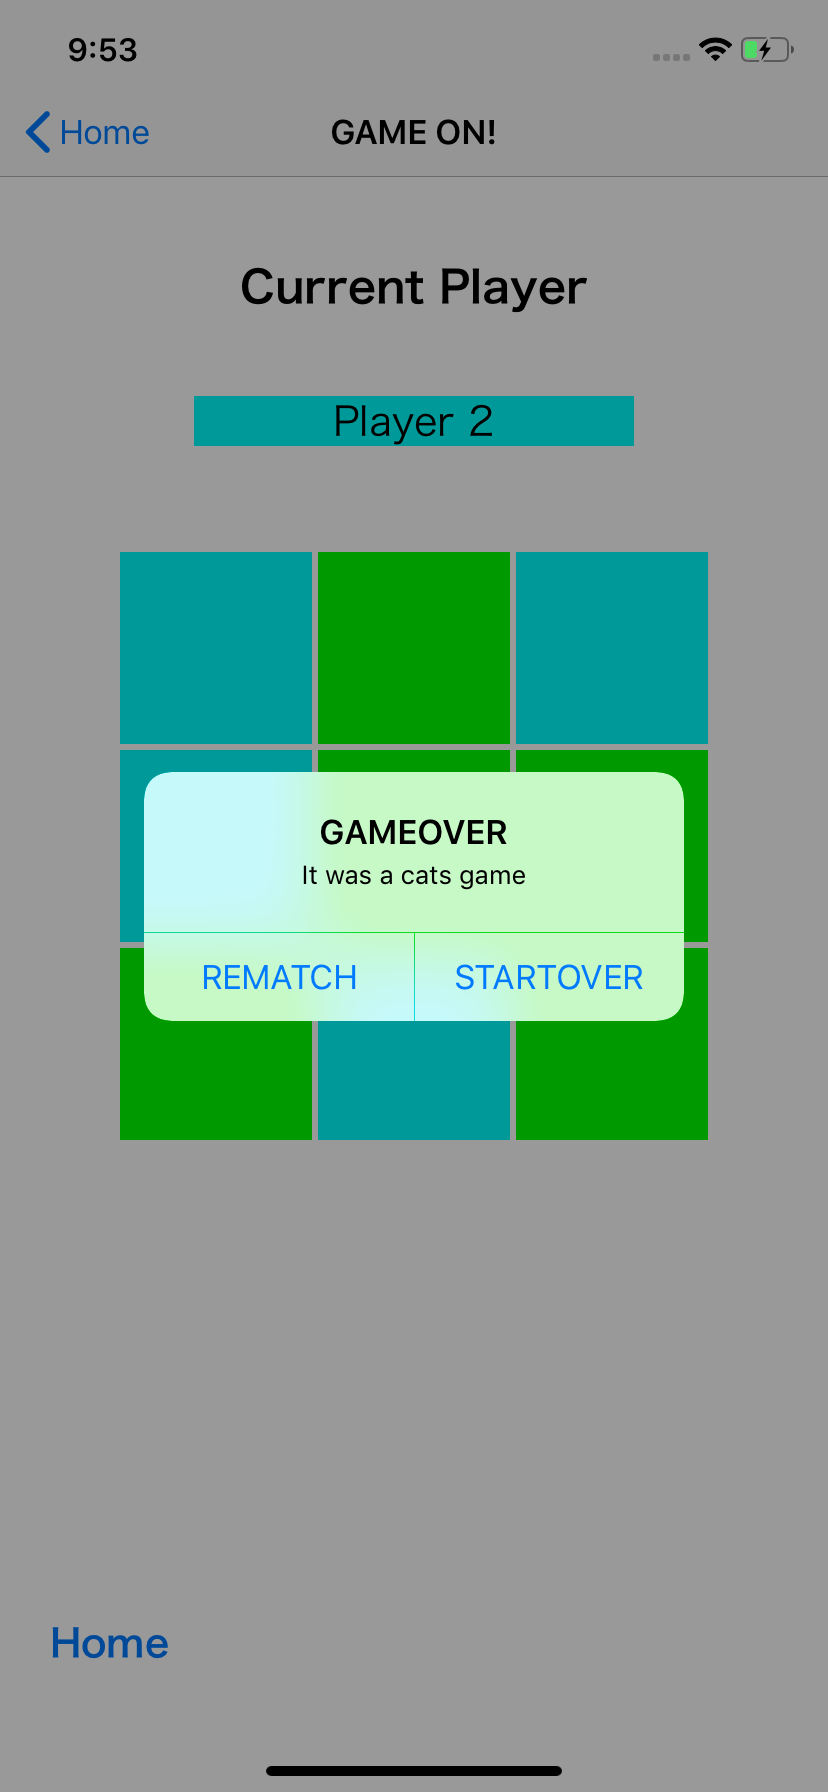 9:53
Home
GAME ON!
Current Player
Player 2
GAMEOVER
It was a cats game
REMATCH
STARTOVER
Home